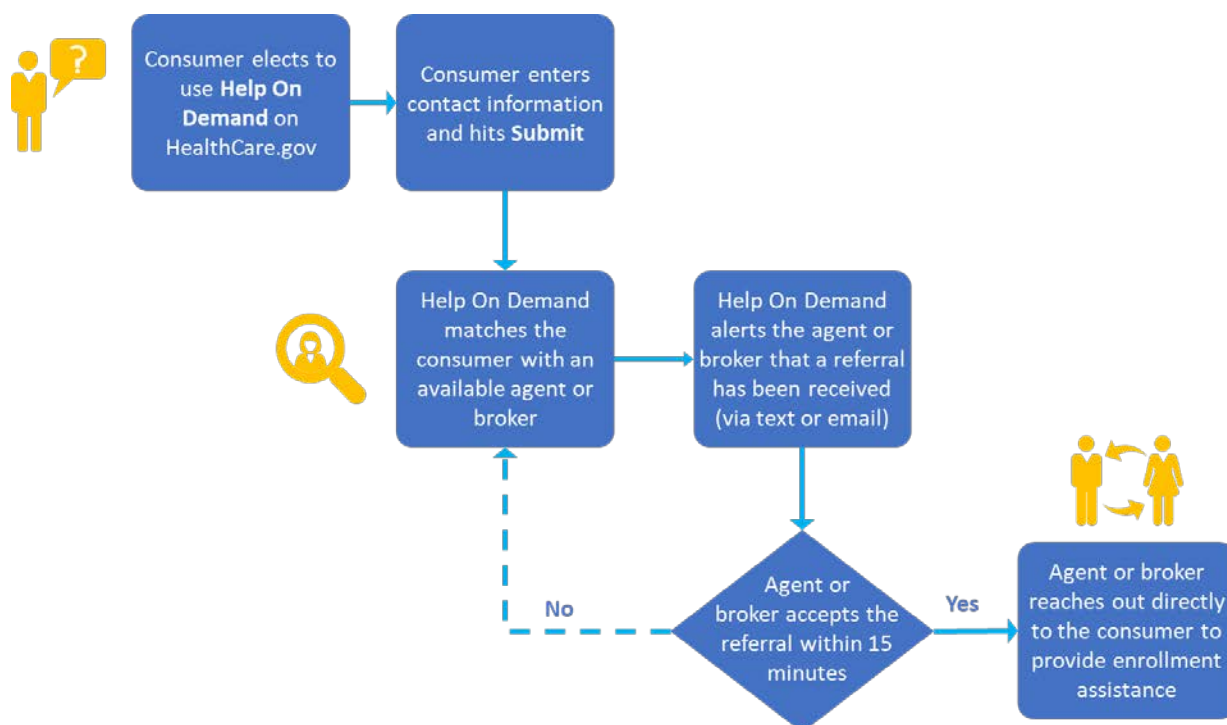 ?
Consumer elects to
use Help On
Demand on
HealthCare.gov
Consumer enters
contact information
and hits Submit
Help On Demand
matches the
consumer with an
available agent or
broker
Help On Demand
alerts the agent or
broker that a referral
has been received
(via text or email)
Agent or
broker accepts the
referral within 15
minutes
No
Yes
Agent or broker
reaches out directly
to the consumer to
provide enrollment
assistance